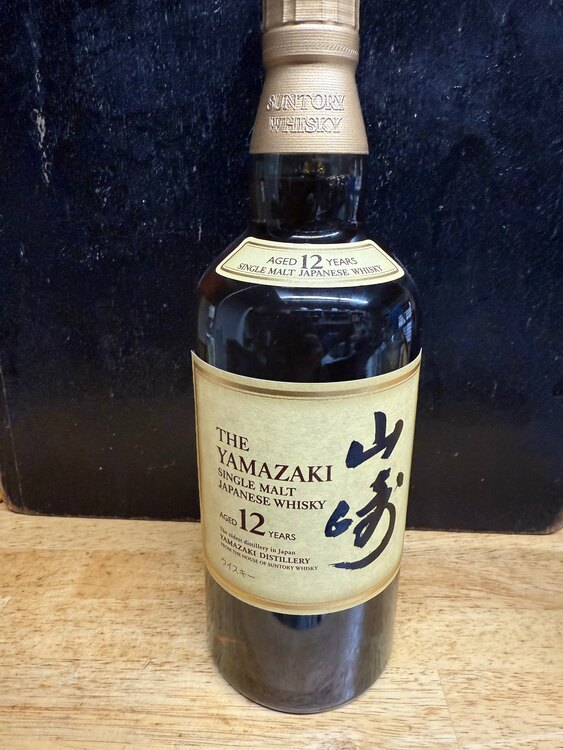 SUNTORY
WHISKY
AGED 12 YEARS
SINGLE MALT JAPANESE WHISKY
THE
YAMAZAKI
SINGLE MALT
JAPANESE WHISKY
AGED 12 YEARS
The oldest distillery in Japan
YAMAZAKI DISTILLERY
FROM THE HOUSE OF SUNTORY WHISKY
ウイスキー
山崎